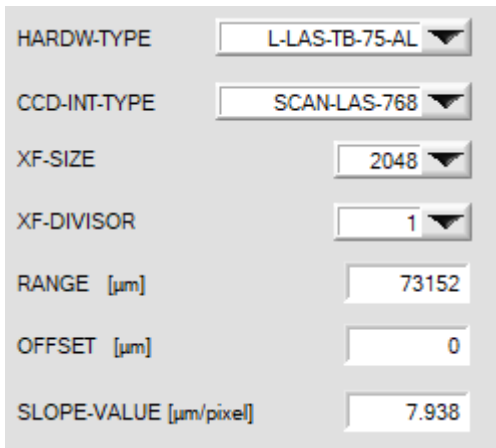 HARDW-TYPE L-LAS-TB-75-AL
CCD-INT-TYPE SCAN-LAS-768
XF-SIZE 2048
XF-DIVISOR 1
RANGE [µm] 73152
OFFSET [µm] 0
SLOPE-VALUE [µm/pixel] 7.938